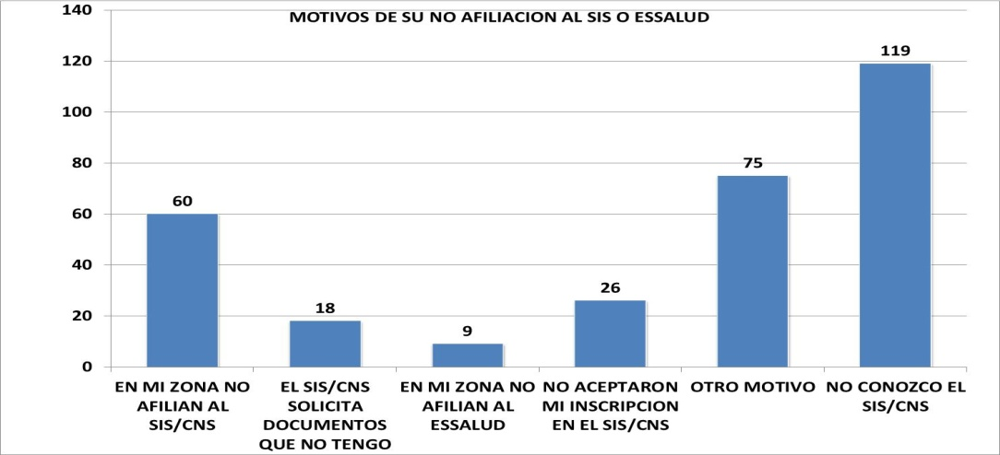 MOTIVOS DE SU NO AFILIACION AL SIS O ESSALUD
140
120
100
80
60
40
20
0
60
18
9
26
75
119
EN MI ZONA NO
AFILIAN AL
SIS/CNS
EL SIS/CNS
SOLICITA
DOCUMENTOS
QUE NO TENGO
EN MI ZONA NO
AFILIAN AL
ESSALUD
NO ACEPTARON
MI INSCRIPCION
EN EL SIS/CNS
OTRO MOTIVO
NO CONOZCO EL
SIS/CNS